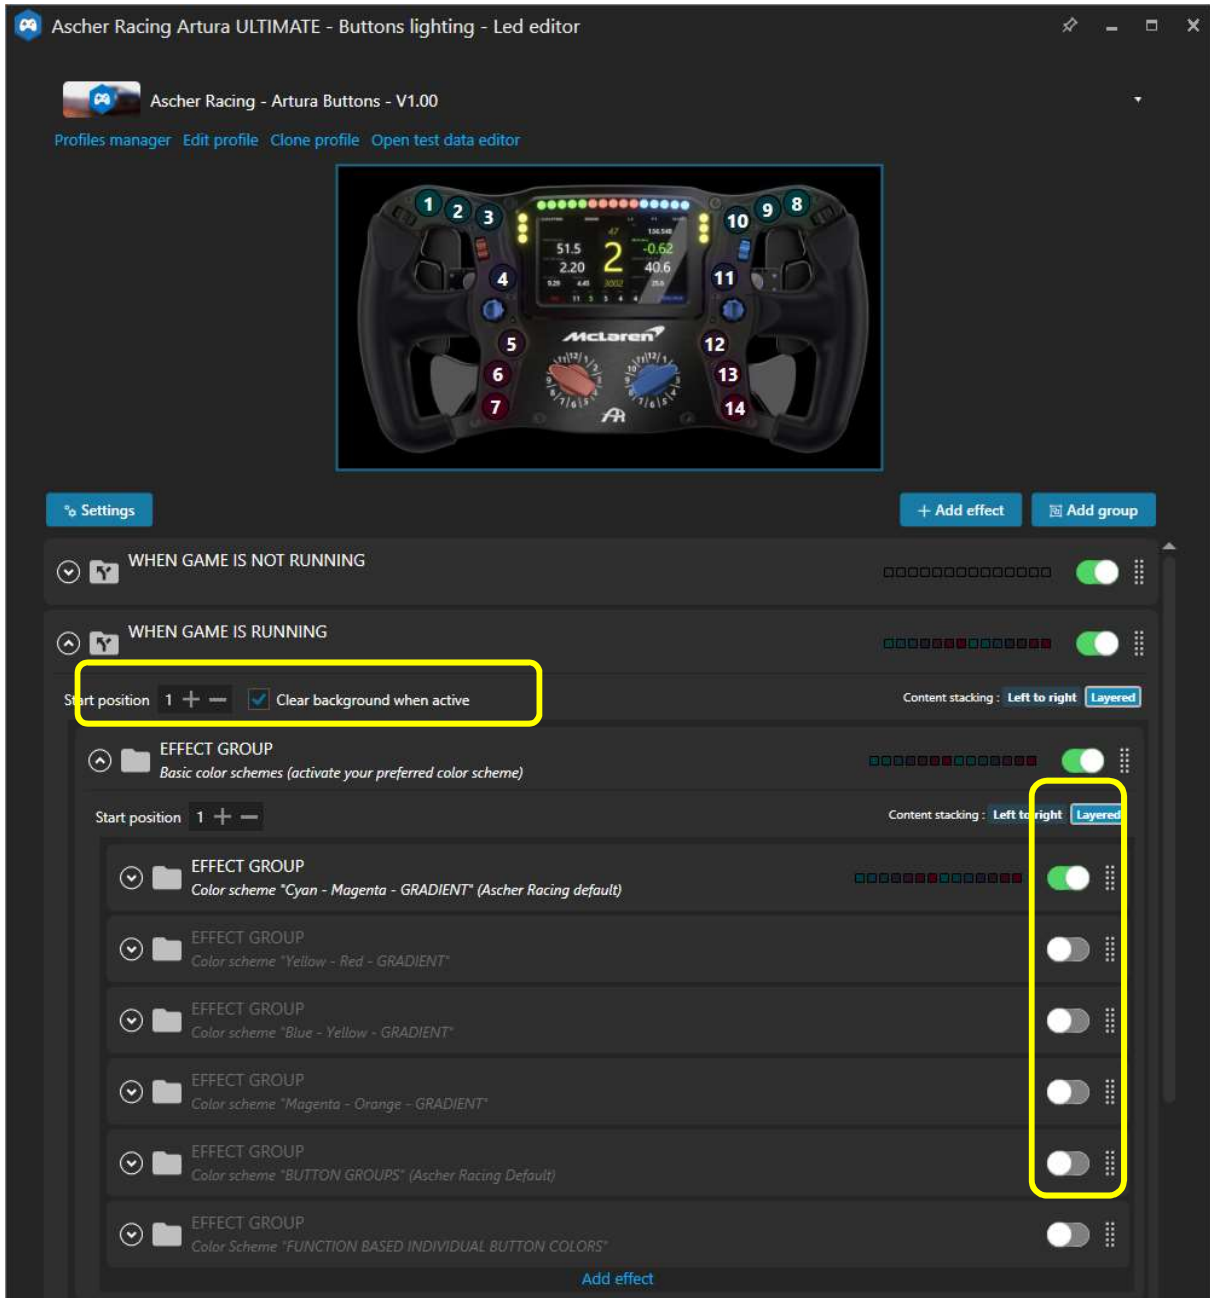 Ascher Racing Artura ULTIMATE - Buttons lighting - Led editor
Ascher Racing - Artura Buttons - V1.00
Profiles manager Edit profile Clone profile Open test data editor
1 2 3 10 9 8
47 136.548
51.5 2 -0.62
2.20 40.6
4 11
McLaren
5 12
6 13
7 14
AR
Settings + Add effect Add group
WHEN GAME IS NOT RUNNING
WHEN GAME IS RUNNING
Start position 1 + − Clear background when active Content stacking : Left to right Layered
EFFECT GROUP
Basic color schemes (activate your preferred color scheme)
Start position 1 + − Content stacking : Left to right Layered
EFFECT GROUP
Color scheme "Cyan - Magenta - GRADIENT" (Ascher Racing default)
EFFECT GROUP
Color scheme "Yellow - Red - GRADIENT"
EFFECT GROUP
Color scheme "Blue - Yellow - GRADIENT"
EFFECT GROUP
Color scheme "Magenta - Orange - GRADIENT"
EFFECT GROUP
Color scheme "BUTTON GROUPS" (Ascher Racing Default)
EFFECT GROUP
Color Scheme "FUNCTION BASED INDIVIDUAL BUTTON COLORS"
Add effect